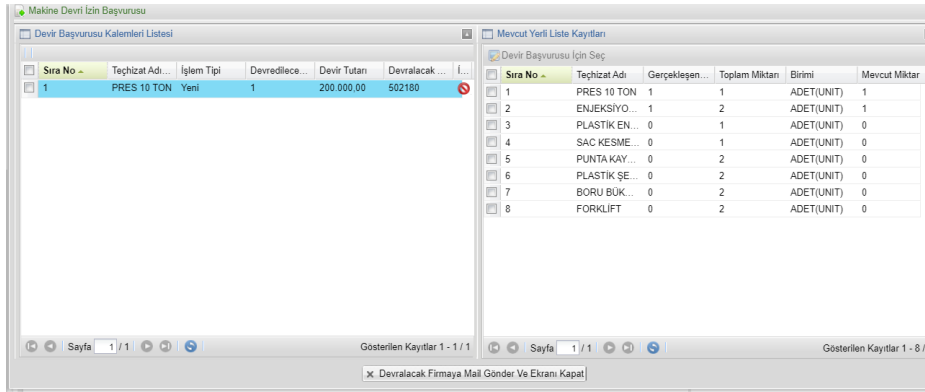 Makine Devri İzin Başvurusu
Devir Başvurusu Kalemleri Listesi
Sıra No Teçhizat Adı... İşlem Tipi Devredilece... Devir Tutarı Devralacak ... İ...
1 PRES 10 TON Yeni 1 200.000,00 502180
Sayfa 1 / 1 Gösterilen Kayıtlar 1 - 1 / 1
Mevcut Yerli Liste Kayıtları
Devir Başvurusu İçin Seç
Sıra No Teçhizat Adı Gerçekleşen... Toplam Miktarı Birimi Mevcut Miktar
1 PRES 10 TON 1 1 ADET(UNIT) 1
2 ENJEKSİYO... 1 2 ADET(UNIT) 1
3 PLASTİK EN... 0 1 ADET(UNIT) 0
4 SAC KESME... 0 1 ADET(UNIT) 0
5 PUNTA KAY... 0 2 ADET(UNIT) 0
6 PLASTİK ŞE... 0 2 ADET(UNIT) 0
7 BORU BÜK... 0 2 ADET(UNIT) 0
8 FORKLİFT 0 2 ADET(UNIT) 0
Sayfa 1 / 1 Gösterilen Kayıtlar 1 - 8 /
Devralacak Firmaya Mail Gönder Ve Ekranı Kapat